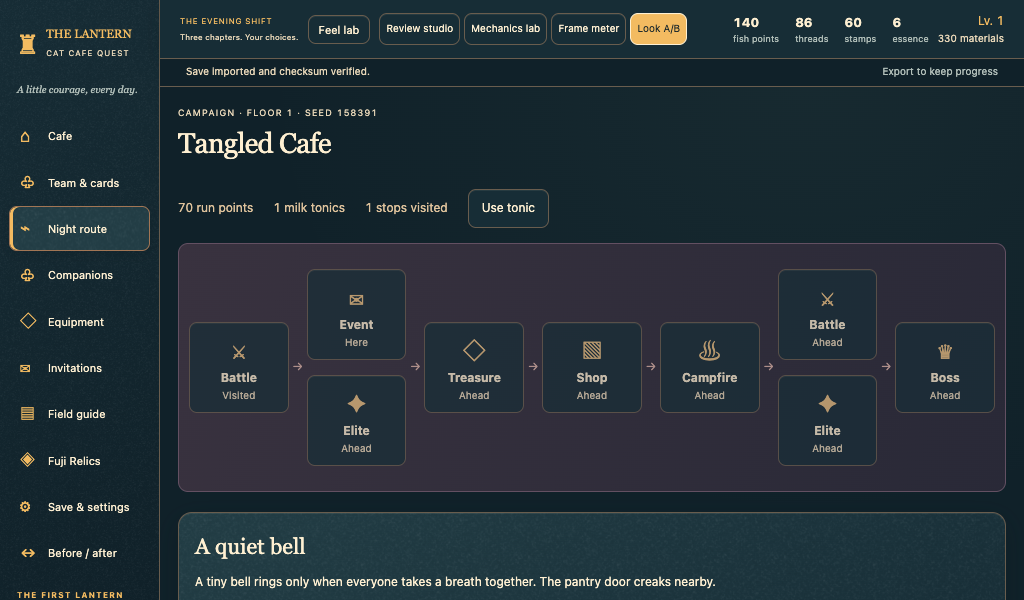 THE LANTERN
CAT CAFE QUEST
A little courage, every day.
Cafe
Team & cards
Night route
Companions
Equipment
Invitations
Field guide
Fuji Relics
Save & settings
Before / after
THE FIRST LANTERN
THE EVENING SHIFT
Three chapters. Your choices.
Feel lab
Review studio
Mechanics lab
Frame meter
Look A/B
140
fish points
86
threads
60
stamps
6
essence
Lv. 1
330 materials
Save imported and checksum verified.
Export to keep progress
CAMPAIGN · FLOOR 1 · SEED 158391
Tangled Cafe
70 run points
1 milk tonics
1 stops visited
Use tonic
Battle
Visited
→
Event
Here
Elite
Ahead
→
Treasure
Ahead
→
Shop
Ahead
→
Campfire
Ahead
→
Battle
Ahead
Elite
Ahead
→
Boss
Ahead
A quiet bell
A tiny bell rings only when everyone takes a breath together. The pantry door creaks nearby.